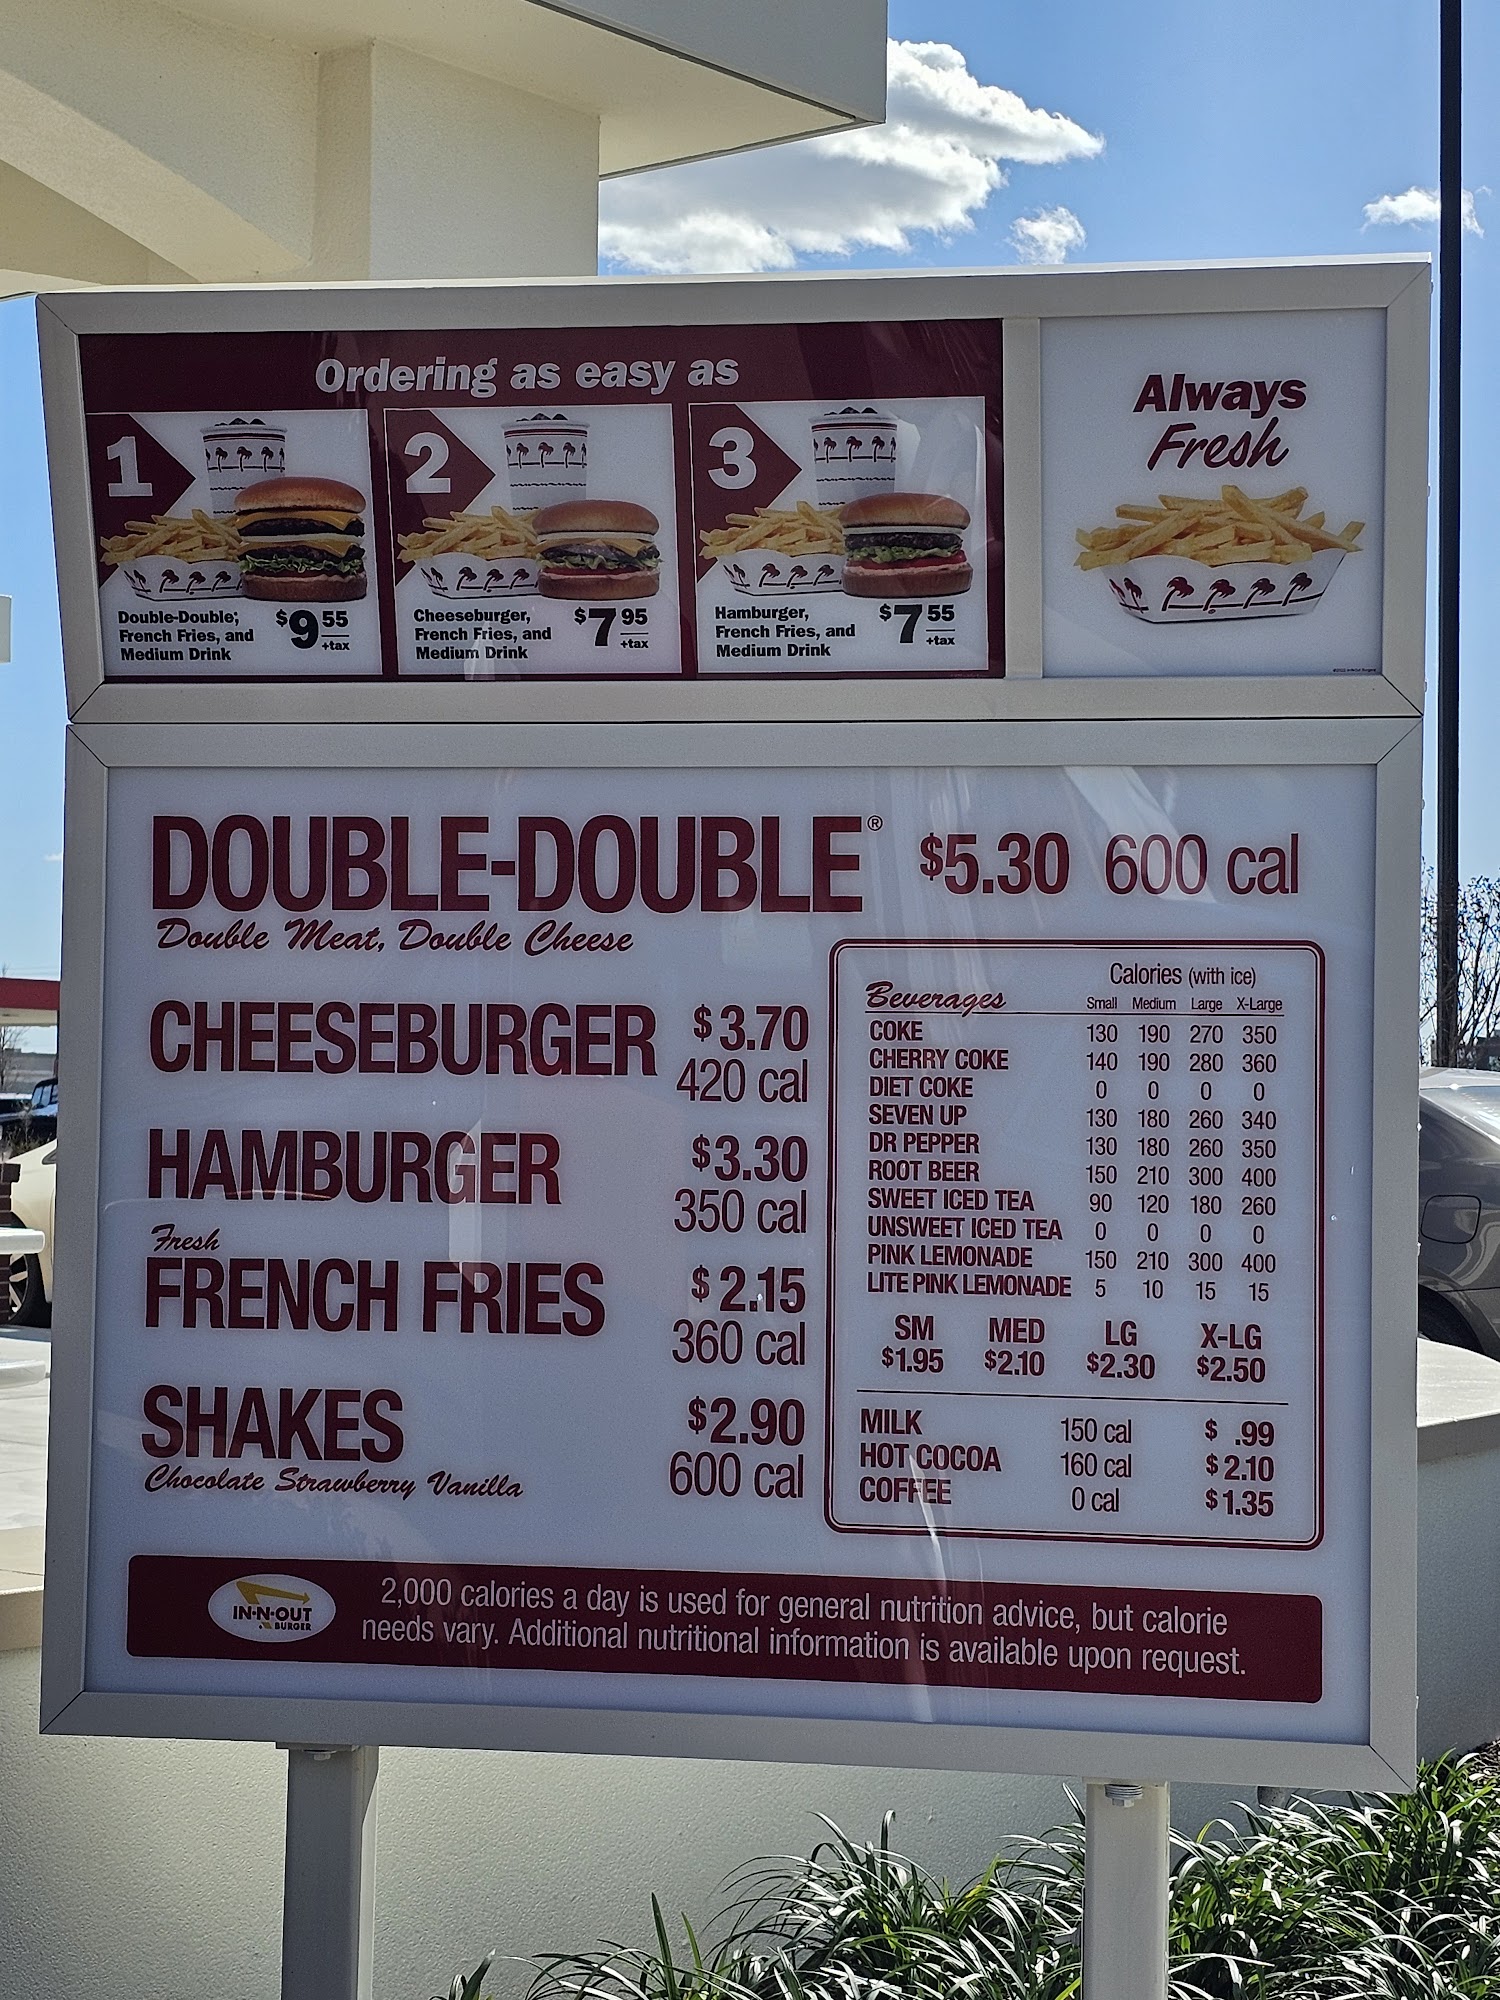 Ordering as easy as
1
Double-Double,
French Fries, and
Medium Drink
$9 55
+tax
2
Cheeseburger,
French Fries, and
Medium Drink
$7 95
+tax
3
Hamburger,
French Fries, and
Medium Drink
$7 55
+tax
Always
Fresh
DOUBLE-DOUBLE® $5.30 600 cal
Double Meat, Double Cheese
CHEESEBURGER $3.70
420 cal
HAMBURGER $3.30
350 cal
Fresh
FRENCH FRIES $2.15
360 cal
SHAKES $2.90
Chocolate Strawberry Vanilla 600 cal
Calories (with ice)
Beverages Small Medium Large X-Large
COKE 130 190 270 350
CHERRY COKE 140 190 280 360
DIET COKE 0 0 0 0
SEVEN UP 130 180 260 340
DR PEPPER 130 180 260 350
ROOT BEER 150 210 300 400
SWEET ICED TEA 90 120 180 260
UNSWEET ICED TEA 0 0 0 0
PINK LEMONADE 150 210 300 400
LITE PINK LEMONADE 5 10 15 15
SM MED LG X-LG
$1.95 $2.10 $2.30 $2.50
MILK 150 cal $ .99
HOT COCOA 160 cal $2.10
COFFEE 0 cal $1.35
IN-N-OUT
BURGER
2,000 calories a day is used for general nutrition advice, but calorie
needs vary. Additional nutritional information is available upon request.